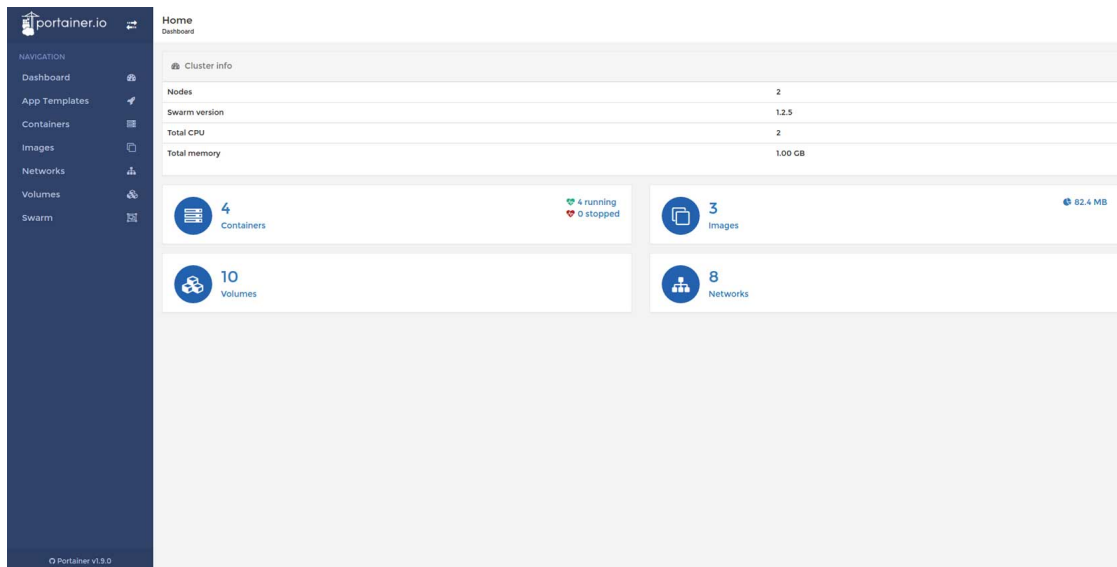 portainer.io
NAVIGATION
Dashboard
App Templates
Containers
Images
Networks
Volumes
Swarm
Portainer v1.9.0
Home
Dashboard
Cluster info
Nodes 2
Swarm version 1.2.5
Total CPU 2
Total memory 1.00 GB
4
Containers
4 running
0 stopped
3
Images
82.4 MB
10
Volumes
8
Networks